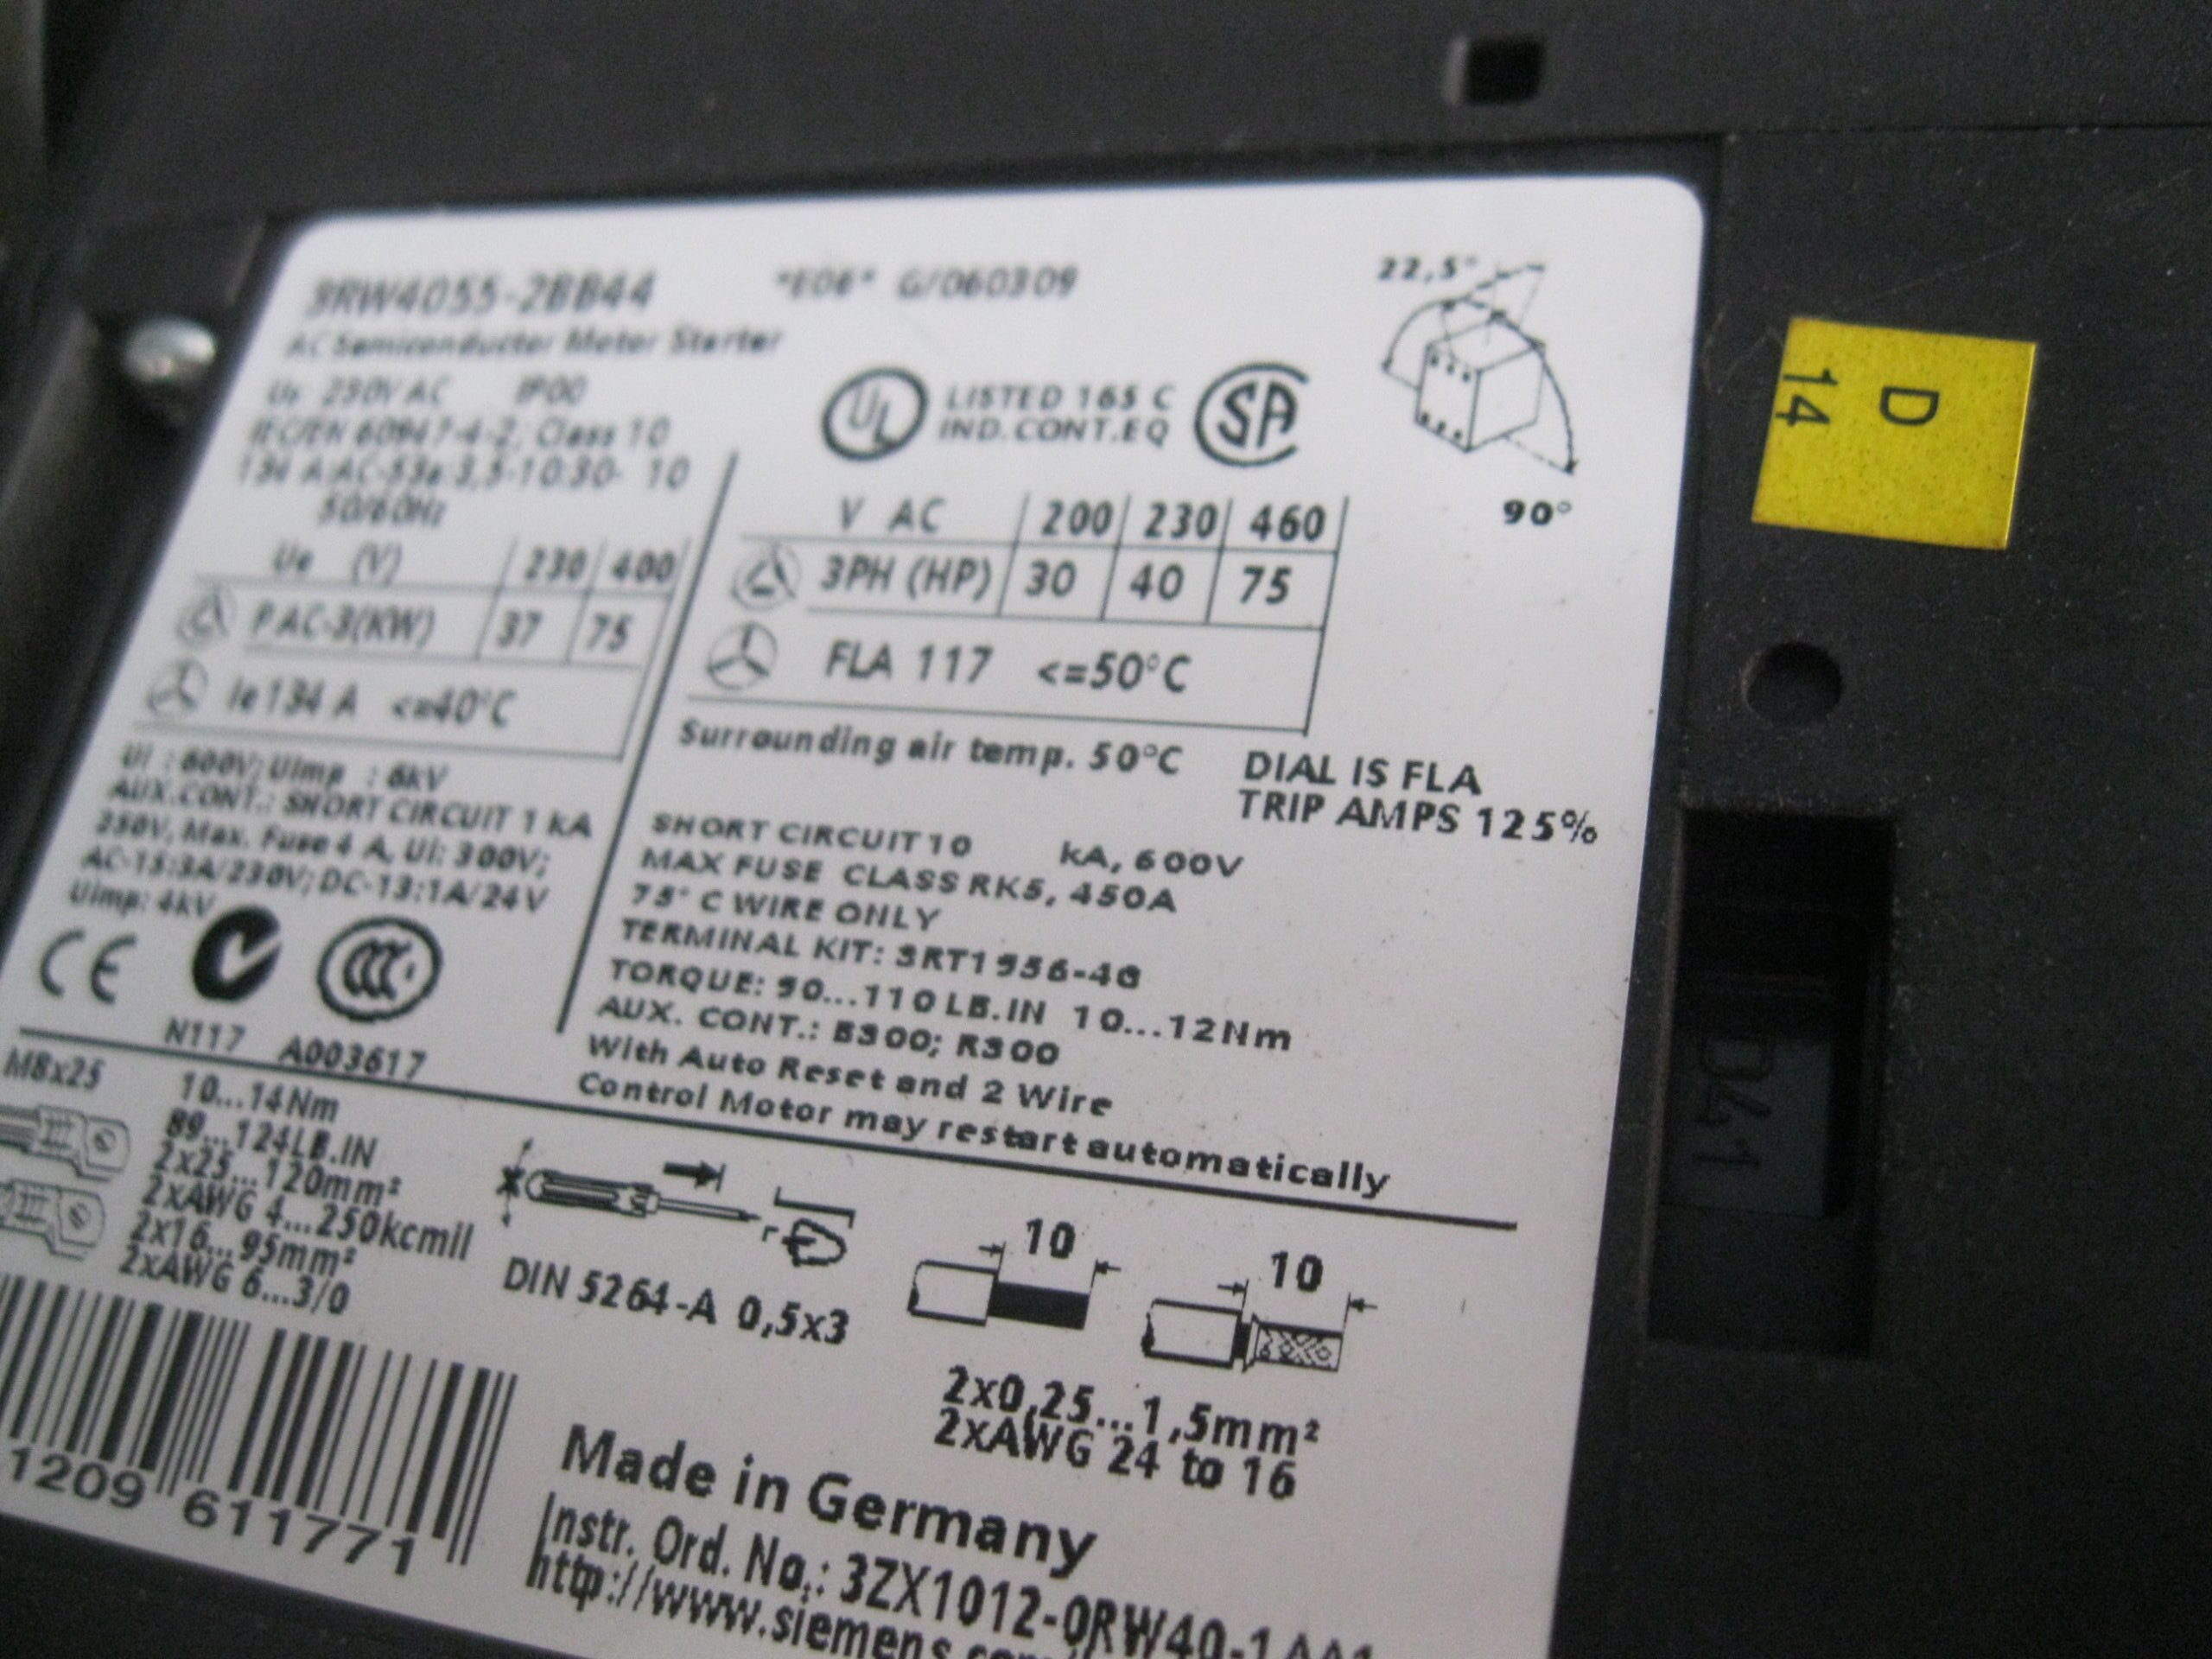 3RW4055-2BB44 *E06* G/060309
AC Semiconductor Motor Starter
Us 230V AC IP00
IEC/EN 60947-4-2; Class 10
134 A:AC-53a:3,5-10:30- 10
50/60Hz
Ue (V) 230 400
P.AC-3(KW) 37 75
Ie 134 A <=40°C
Ui : 600V; Uimp : 6kV
AUX.CONT.: SHORT CIRCUIT 1 kA
250V, Max. Fuse 4 A, Ui: 300V;
AC-15:3A/230V; DC-13:1A/24V
Uimp: 4kV
CE
CCC
N117 A003617
UL LISTED 165 C
IND.CONT.EQ
SA
22,5°
90°
V AC 200 230 460
3PH (HP) 30 40 75
FLA 117 <=50°C
Surrounding air temp. 50°C
DIAL IS FLA
TRIP AMPS 125%
SHORT CIRCUIT 10 kA, 600V
MAX FUSE CLASS RK5, 450A
75° C WIRE ONLY
TERMINAL KIT: 3RT1956-4G
TORQUE: 90...110 LB.IN 10...12Nm
AUX. CONT.: B300; R300
With Auto Reset and 2 Wire
Control Motor may restart automatically
M8x25
10...14Nm
89...124LB.IN
2x25...120mm²
2xAWG 4...250kcmil
2x16...95mm²
2xAWG 6...3/0
DIN 5264-A 0,5x3
10
10
2x0,25...1,5mm²
2xAWG 24 to 16
1209 611771
Made in Germany
Instr. Ord. No.: 3ZX1012-0RW40-1AA1
http://www.siemens.com/
D
14
D41